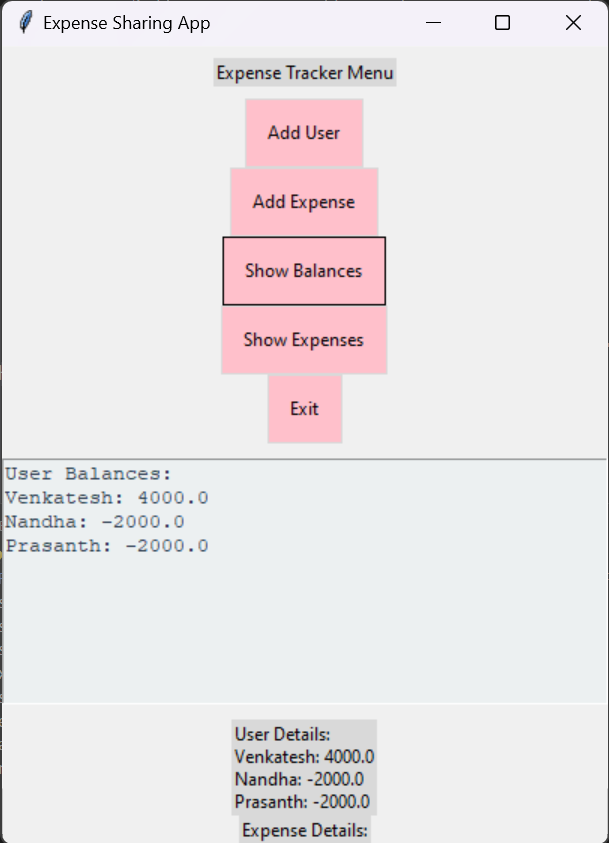 Expense Sharing App
Expense Tracker Menu
Add User
Add Expense
Show Balances
Show Expenses
Exit
User Balances:
Venkatesh: 4000.0
Nandha: -2000.0
Prasanth: -2000.0
User Details:
Venkatesh: 4000.0
Nandha: -2000.0
Prasanth: -2000.0
Expense Details: